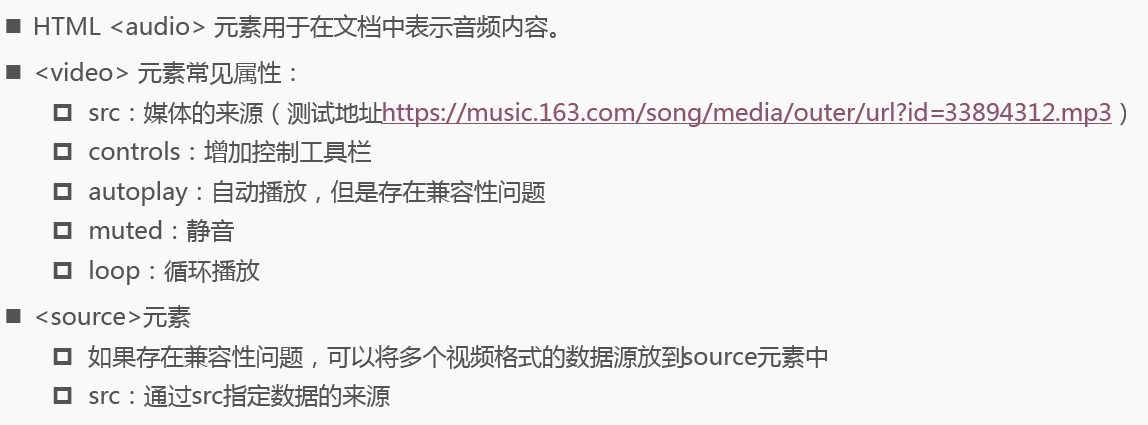 HTML <audio> 元素用于在文档中表示音频内容。
<video> 元素常见属性：
src：媒体的来源（测试地址https://music.163.com/song/media/outer/url?id=33894312.mp3）
controls：增加控制工具栏
autoplay：自动播放，但是存在兼容性问题
muted：静音
loop：循环播放
<source>元素
如果存在兼容性问题，可以将多个视频格式的数据源放到source元素中
src：通过src指定数据的来源